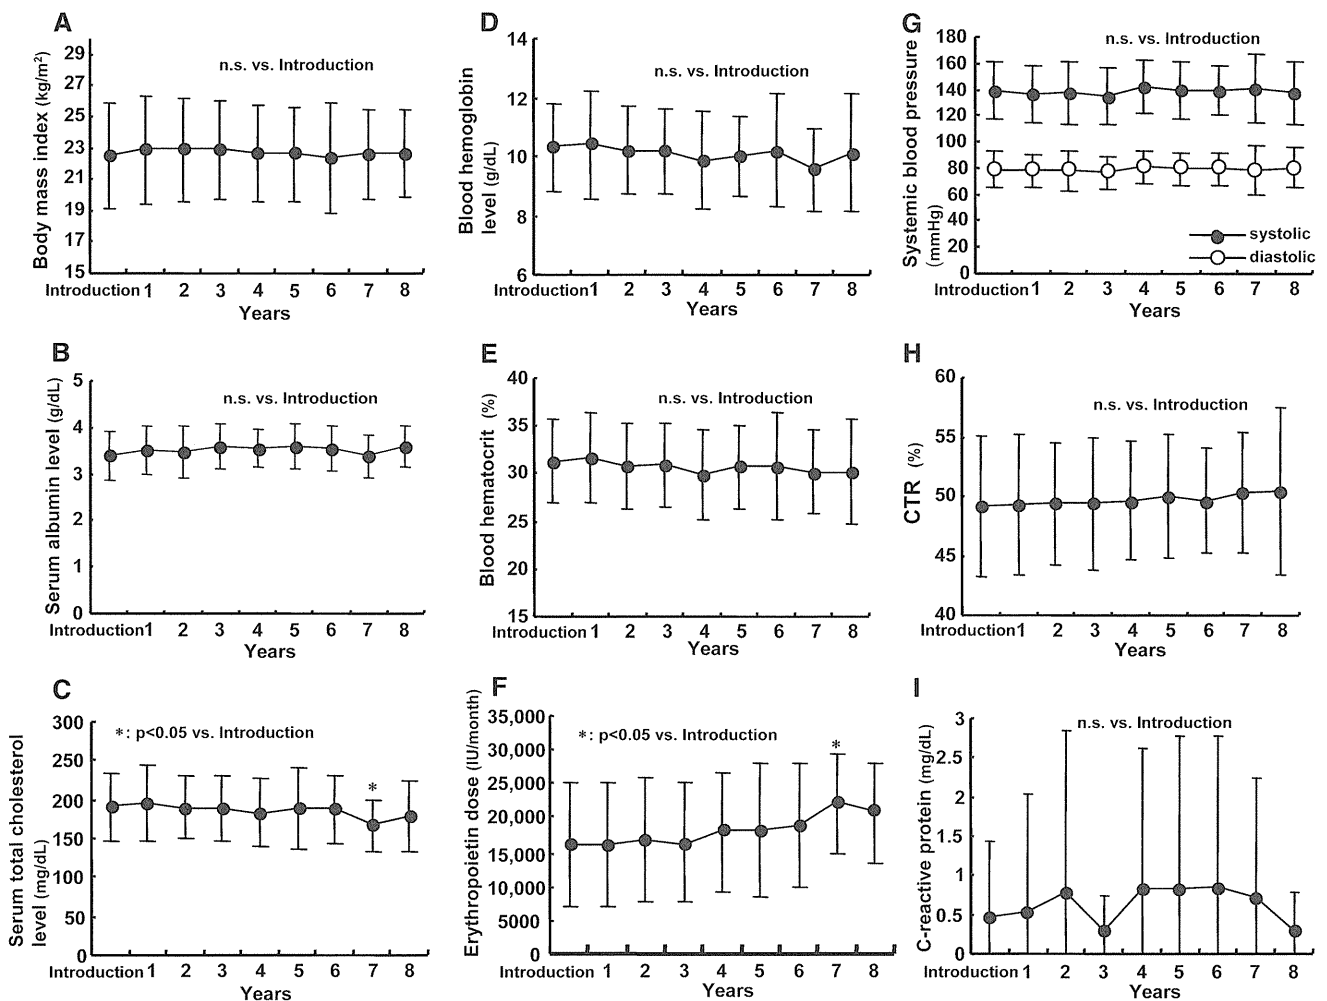 A
Body mass index (kg/m²)
n.s. vs. Introduction
29
27
25
23
21
19
17
15
Introduction 1 2 3 4 5 6 7 8
Years
B
Serum albumin level (g/dL)
n.s. vs. Introduction
5
4
3
2
1
0
Introduction 1 2 3 4 5 6 7 8
Years
C
Serum total cholesterol
level (mg/dL)
*: p<0.05 vs. Introduction
300
250
200
150
100
50
0
*
Introduction 1 2 3 4 5 6 7 8
Years
D
Blood hemoglobin
level (g/dL)
n.s. vs. Introduction
14
12
10
8
6
Introduction 1 2 3 4 5 6 7 8
Years
E
Blood hematocrit (%)
n.s. vs. Introduction
40
35
30
25
20
15
Introduction 1 2 3 4 5 6 7 8
Years
F
Erythropoietin dose (IU/month)
*: p<0.05 vs. Introduction
35,000
30,000
25,000
20,000
15,000
10,000
5000
0
*
Introduction 1 2 3 4 5 6 7 8
Years
G
Systemic blood pressure
(mmHg)
n.s. vs. Introduction
180
160
140
120
100
80
60
40
20
0
systolic
diastolic
Introduction 1 2 3 4 5 6 7 8
Years
H
CTR (%)
n.s. vs. Introduction
60
55
50
45
40
Introduction 1 2 3 4 5 6 7 8
Years
I
C-reactive protein (mg/dL)
n.s. vs. Introduction
3
2.5
2
1.5
1
0.5
0
Introduction 1 2 3 4 5 6 7 8
Years